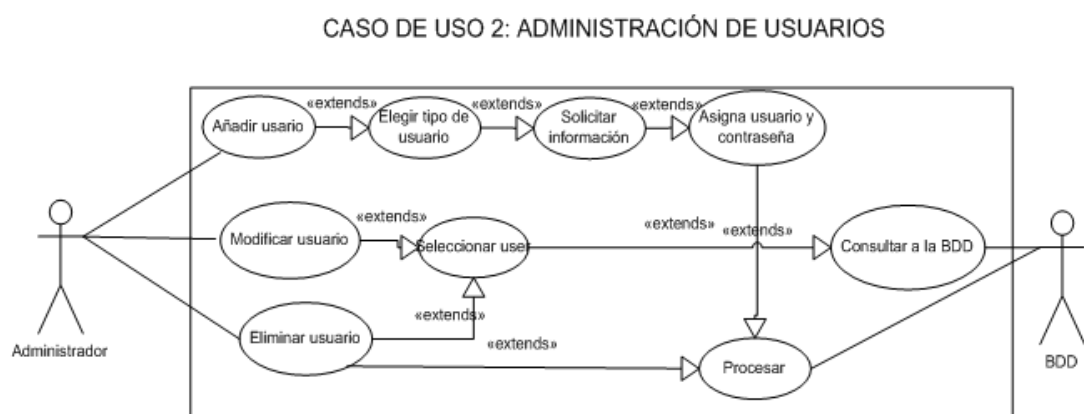 CASO DE USO 2: ADMINISTRACIÓN DE USUARIOS
«extends»
«extends»
«extends»
Añadir usario
Elegir tipo de
usuario
Solicitar
información
Asigna usuario y
contraseña
«extends»
«extends»
«extends»
Modificar usuario
Seleccionar user
Consultar a la BDD
«extends»
Eliminar usuario
«extends»
Procesar
Administrador
BDD